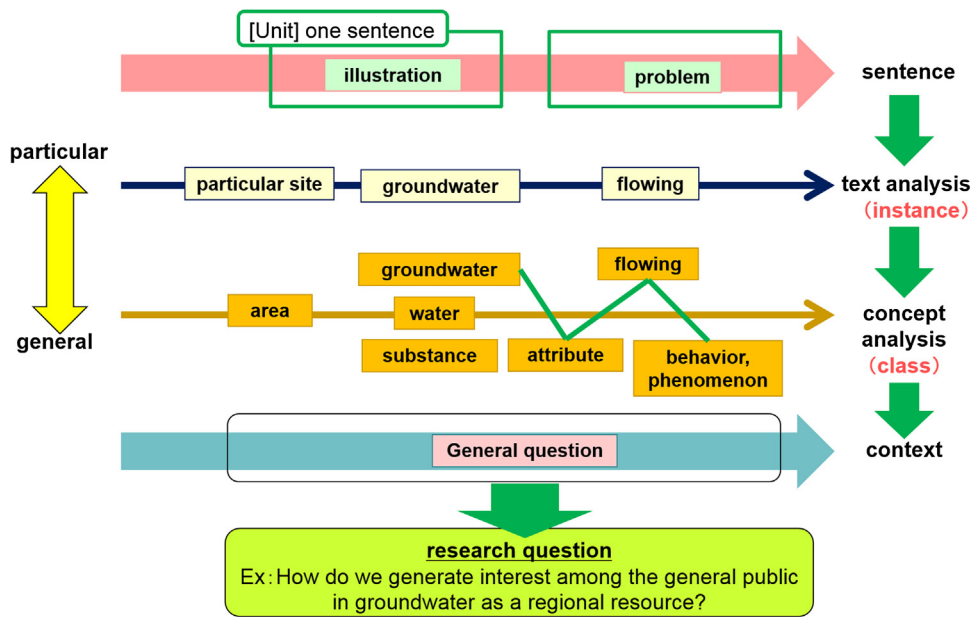 [Unit] one sentence
illustration
problem
sentence
particular
particular site
groundwater
flowing
text analysis
（instance）
groundwater
flowing
area
water
concept
analysis
（class）
general
substance
attribute
behavior,
phenomenon
General question
context
research question
Ex：How do we generate interest among the general public
in groundwater as a regional resource?